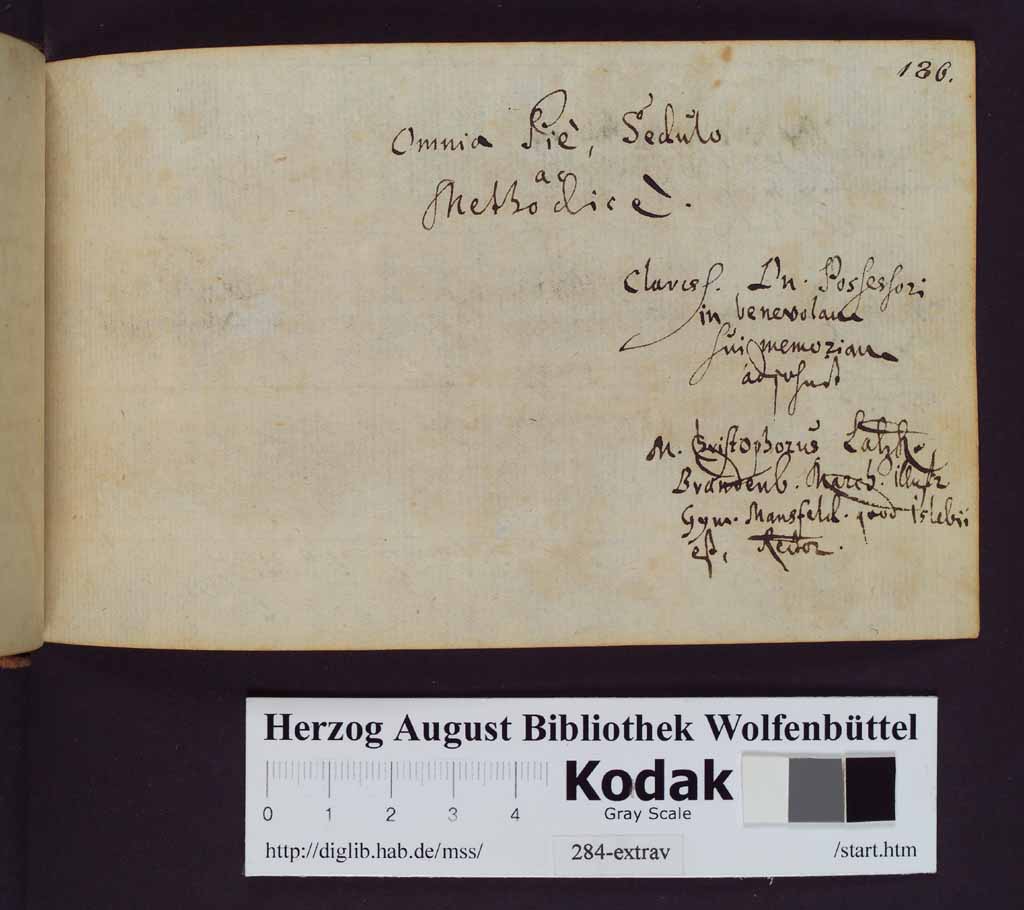 136.
Omnia Piè, Sedulo
ac
Methodicè.
Clariss. Dn. Possessori
in benevolam
sui memoriam
M. Christophorus
Brandenb. March. illustr
Gym. Mansfeld. quod Islebii
est, Rector.
Herzog August Bibliothek Wolfenbüttel
0 1 2 3 4
Kodak
Gray Scale
http://diglib.hab.de/mss/ 284-extrav /start.htm